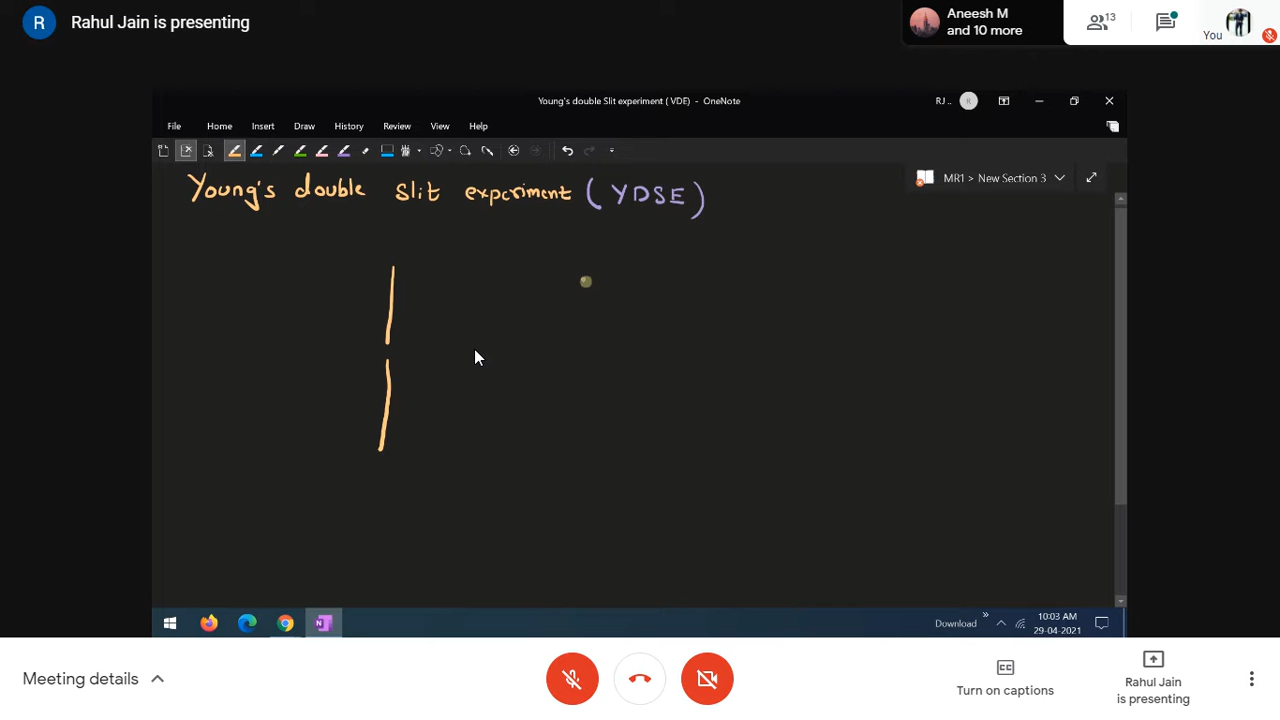 R
Rahul Jain is presenting
Aneesh M
and 10 more
13
You
Young's double Slit experiment ( VDE) - OneNote
RJ ..
File Home Insert Draw History Review View Help
MR1 > New Section 3
Young's double slit experiment (YDSE)
Download
10:03 AM
29-04-2021
Meeting details
CC
Turn on captions
Rahul Jain
is presenting